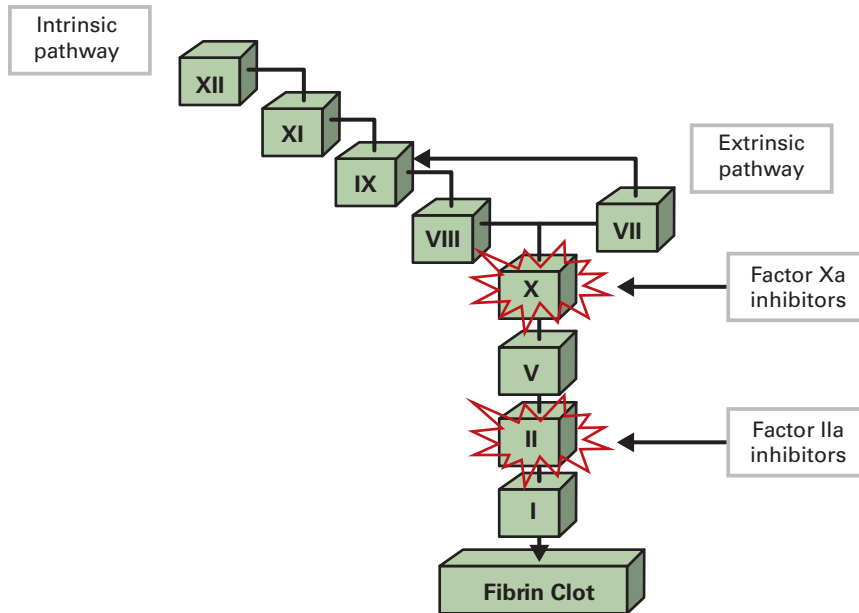 Intrinsic
pathway
XII
XI
IX
VIII
Extrinsic
pathway
VII
X
Factor Xa
inhibitors
V
II
Factor IIa
inhibitors
I
Fibrin Clot